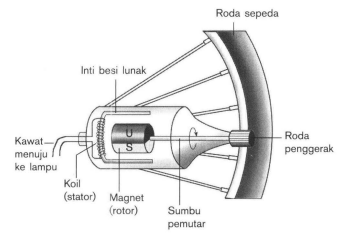 Roda sepeda
Inti besi lunak
U
S
Kawat
menuju
ke lampu
Koil
(stator)
Magnet
(rotor)
Sumbu
pemutar
Roda
penggerak